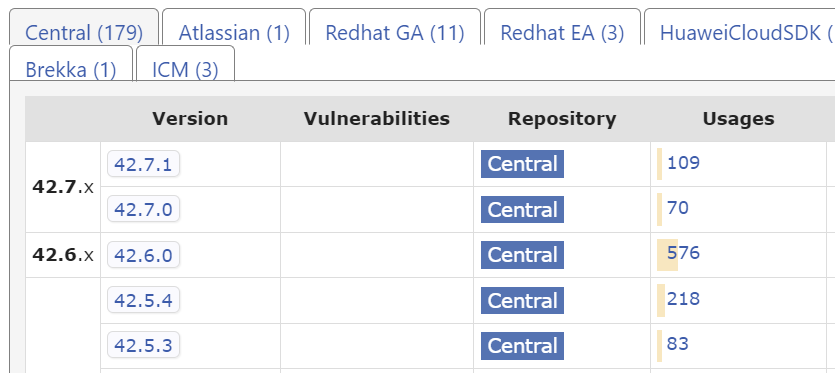 Central (179) Atlassian (1) Redhat GA (11) Redhat EA (3) HuaweiCloudSDK (
Brekka (1) ICM (3)
Version Vulnerabilities Repository Usages
42.7.x
42.7.1 Central 109
42.7.0 Central 70
42.6.x 42.6.0 Central 576
42.5.4 Central 218
42.5.3 Central 83